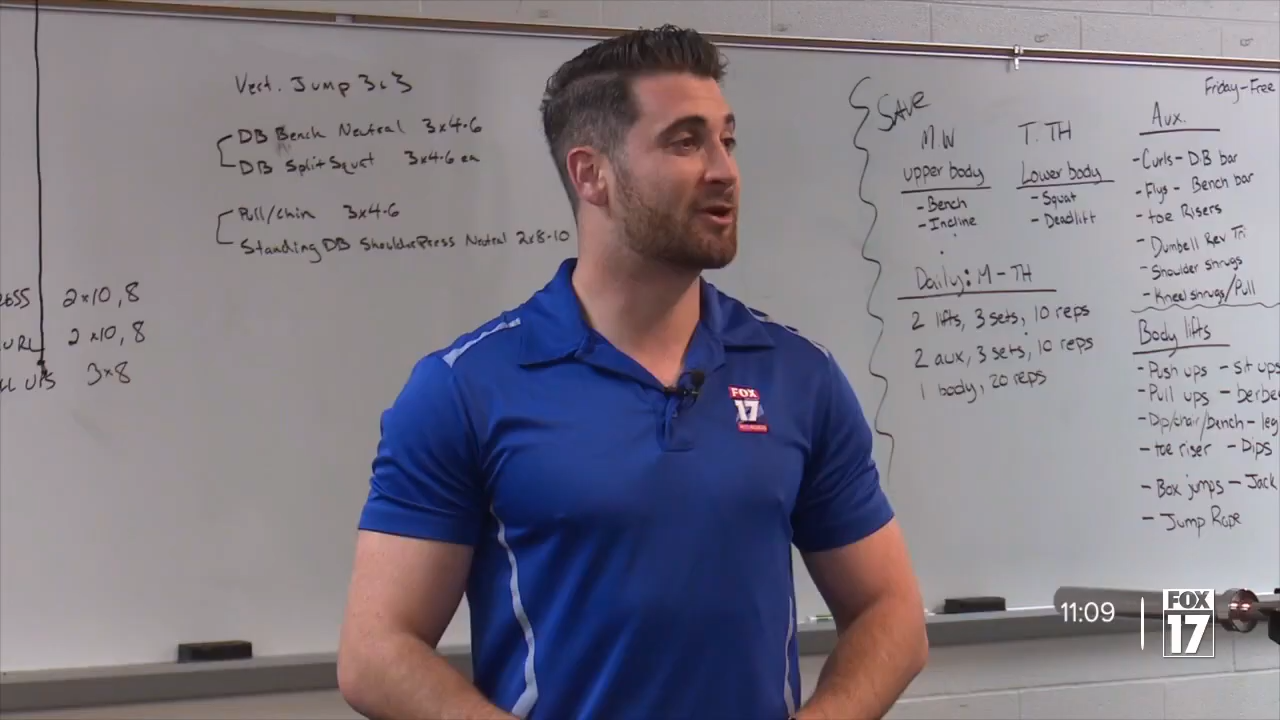 Vert. Jump 3x3
DB Bench Neutral 3x4-6
DB Split Squat 3x4-6 ea
Pull/chin 3x4-6
Standing DB Shoulder Press Neutral 2x8-10
2x10,8
2x10,8
3x8
SAVE
M W
upper body
- Bench
- Incline
T. TH
Lower body
- Squat
- Deadlift
Daily: M-TH
2 lifts, 3 sets, 10 reps
2 aux, 3 sets, 10 reps
1 body, 20 reps
Friday-Free
Aux.
- Curls - DB bar
- Flys - Bench bar
- toe Risers
- Dumbell Rev Tri
- Shoulder shrugs
- Kneel shrugs/Pull
Body lifts
- Push ups - sit ups
- Pull ups
- Dip/chair/bench - leg
- toe riser - Dips
- Box jumps - Jack
- Jump Rope
FOX
17
11:09
FOX
17